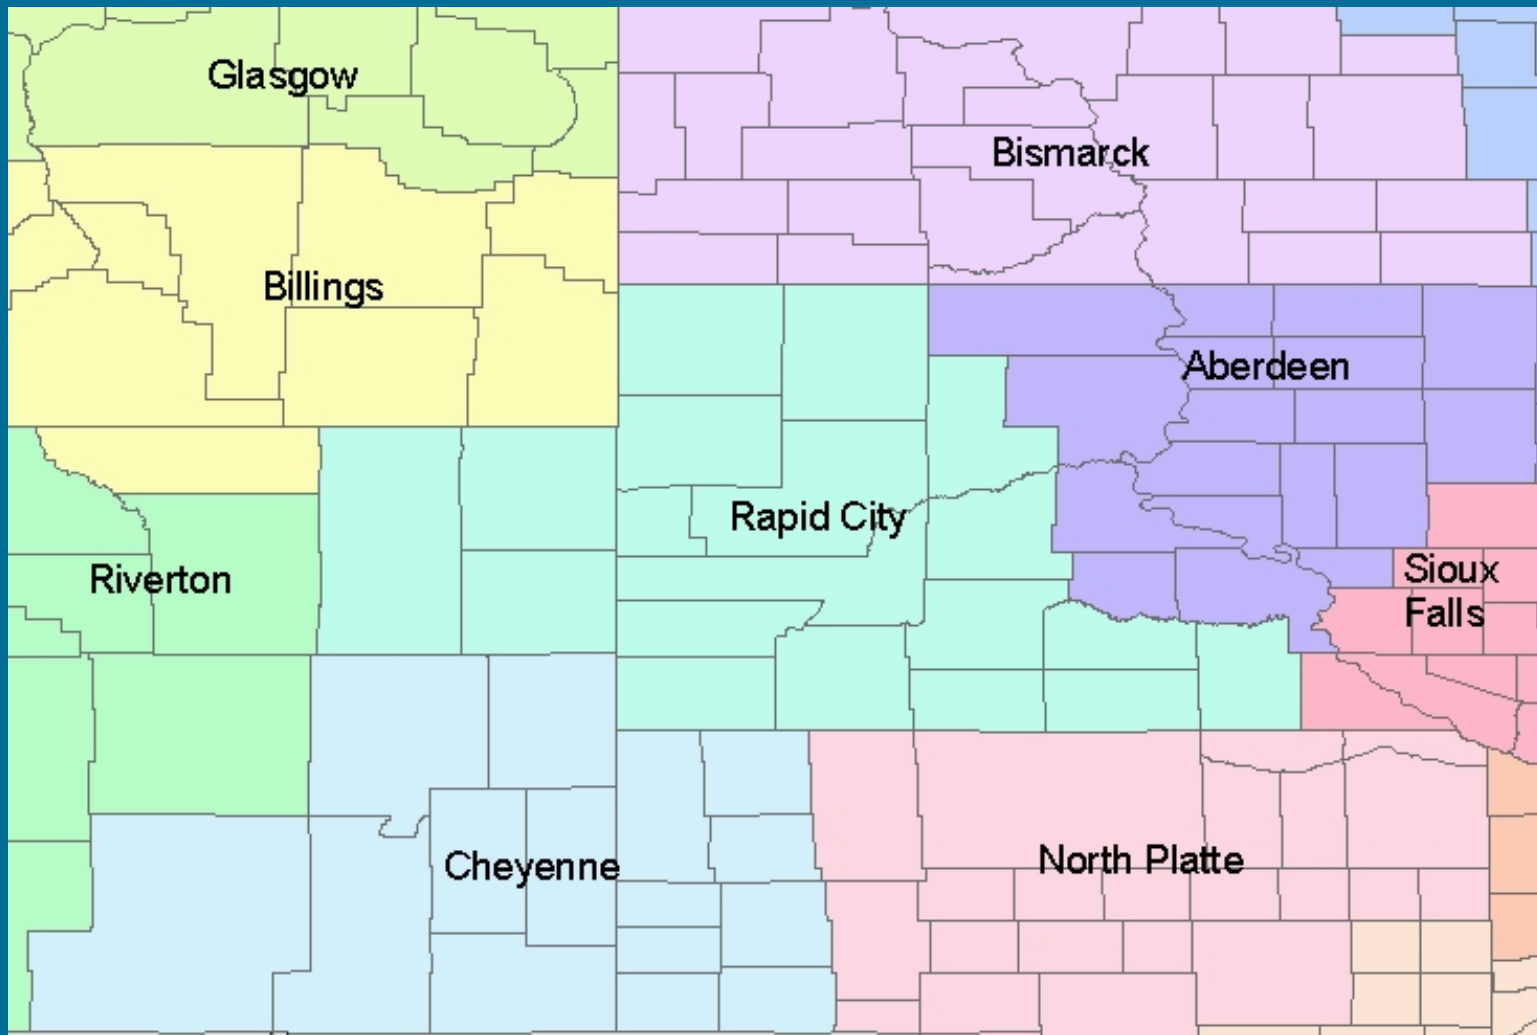 Glasgow
Bismarck
Billings
Aberdeen
Rapid City
Riverton
Sioux
Falls
Cheyenne
North Platte